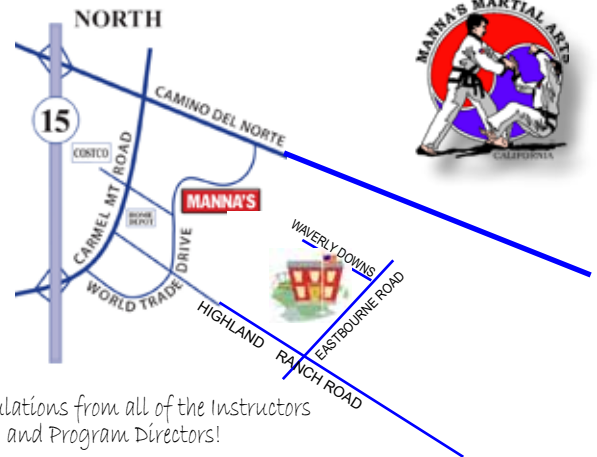 NORTH
MANNA'S MARTIAL ARTS
CALIFORNIA
15
CAMINO DEL NORTE
COSTCO
CARMEL MT ROAD
HOME DEPOT
MANNA'S
WORLD TRADE DRIVE
WAVERLY DOWNS
EASTBOURNE ROAD
HIGHLAND RANCH ROAD
ulations from all of the Instructors
and Program Directors!